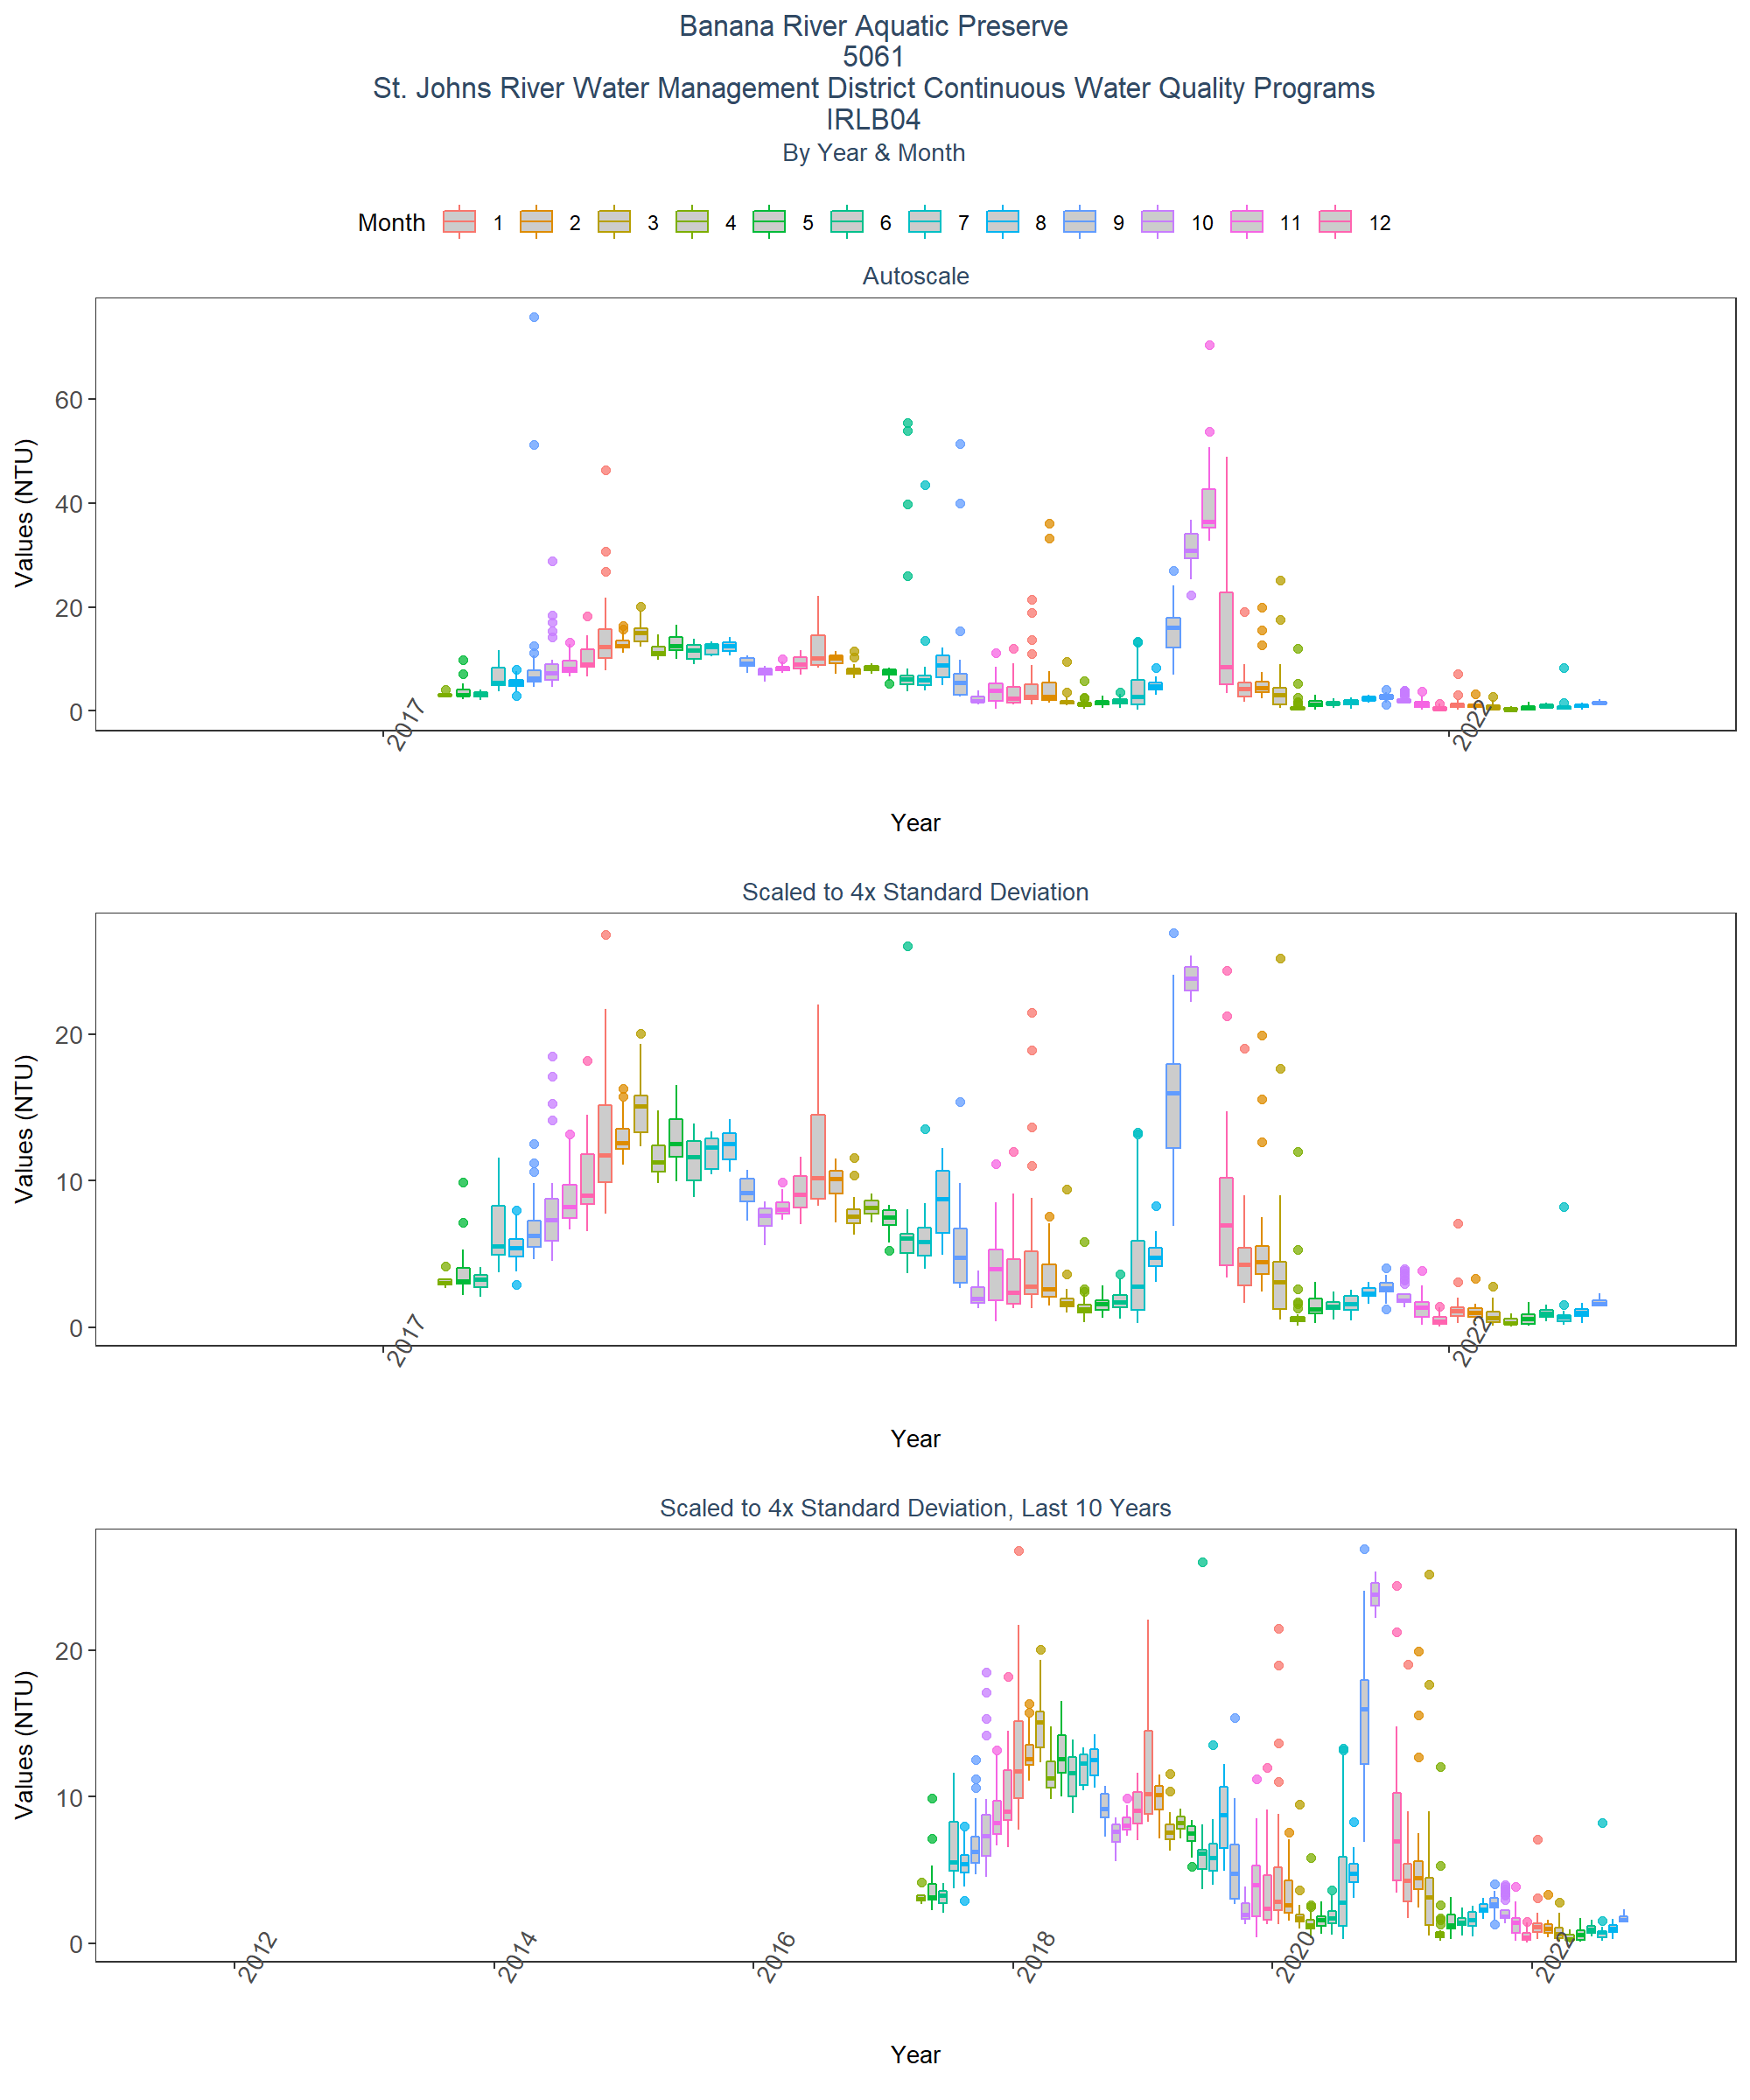 Banana River Aquatic Preserve
5061
St. Johns River Water Management District Continuous Water Quality Programs
IRLB04
By Year & Month
Month 1 2 3 4 5 6 7 8 9 10 11 12
Autoscale
Values (NTU)
60
40
20
0
2017 2022
Year
Scaled to 4x Standard Deviation
Values (NTU)
20
10
0
2017 2022
Year
Scaled to 4x Standard Deviation, Last 10 Years
Values (NTU)
20
10
0
2012 2014 2016 2018 2020 2022
Year